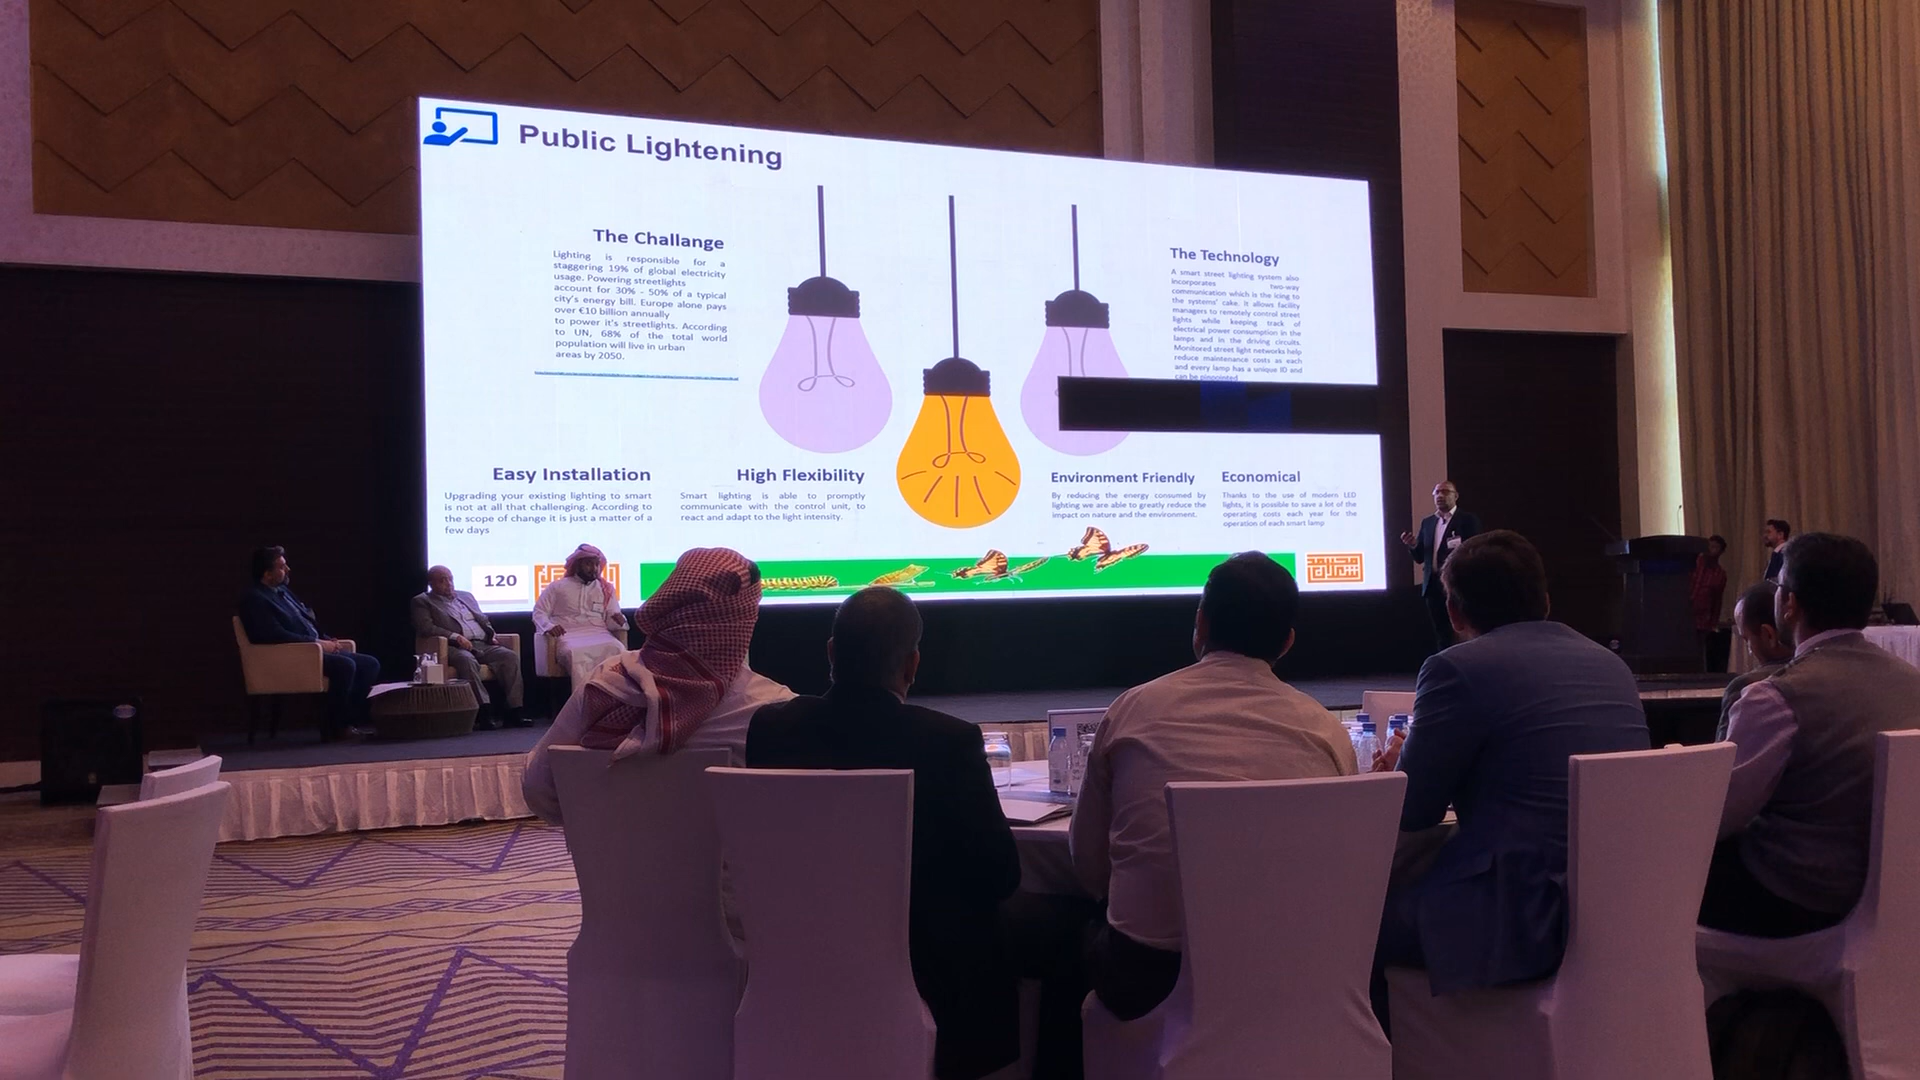 Public Lightening
The Challange
Lighting is responsible for a
staggering 19% of global electricity
usage. Powering streetlights
account for 30% - 50% of a typical
city's energy bill. Europe alone pays
over €10 billion annually
to power it's streetlights. According
to UN, 68% of the total world
population will live in urban
areas by 2050.
The Technology
A smart street lighting system also
incorporates two-way
communication which is the icing to
the systems' cake. It allows facility
managers to remotely control street
lights while keeping track of
electrical power consumption in the
lamps and in the driving circuits.
Monitored street light networks help
reduce maintenance costs as each
and every lamp has a unique ID and
can be pinpointed
Easy Installation
Upgrading your existing lighting to smart
is not at all that challenging. According to
the scope of change it is just a matter of a
few days
High Flexibility
Smart lighting is able to promptly
communicate with the control unit, to
react and adapt to the light intensity.
Environment Friendly
By reducing the energy consumed by
lighting we are able to greatly reduce the
impact on nature and the environment.
Economical
Thanks to the use of modern LED
lights, it is possible to save a lot of the
operating costs each year for the
operation of each smart lamp
120